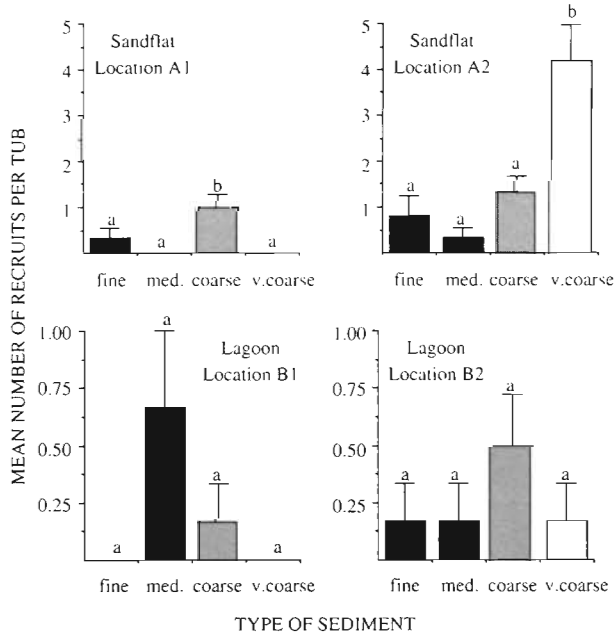 MEAN NUMBER OF RECRUITS PER TUB
5
4
3
2
1
Sandflat
Location A1
a
a
b
a
fine med. coarse v.coarse
5
4
3
2
1
Sandflat
Location A2
a
a
a
b
fine med. coarse v.coarse
1.00
0.75
0.50
0.25
Lagoon
Location B1
a
a
a
a
fine med. coarse v.coarse
1.00
0.75
0.50
0.25
Lagoon
Location B2
a
a
a
a
fine med. coarse v.coarse
TYPE OF SEDIMENT